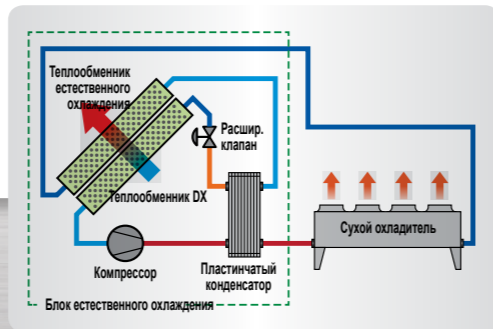 Теплообменник
естественного
охлаждения
Расшир.
клапан
Теплообменник DX
Сухой охладитель
Компрессор
Пластинчатый
конденсатор
Блок естественного охлаждения